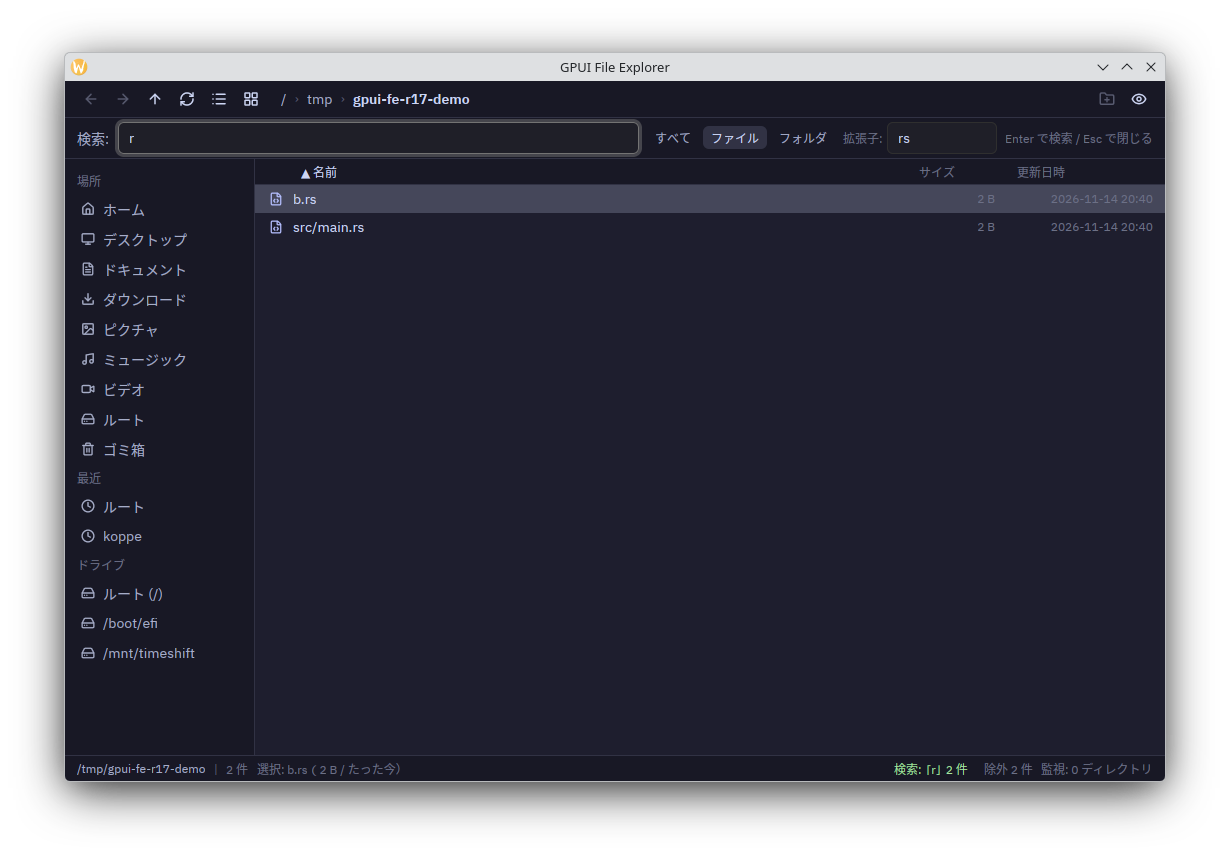 GPUI File Explorer
/ › tmp › gpui-fe-r17-demo
検索: r すべて ファイル フォルダ 拡張子: rs Enter で検索 / Esc で閉じる
場所
ホーム
デスクトップ
ドキュメント
ダウンロード
ピクチャ
ミュージック
ビデオ
ルート
ゴミ箱
最近
ルート
koppe
ドライブ
ルート (/)
/boot/efi
/mnt/timeshift
▲名前 サイズ 更新日時
b.rs 2 B 2026-11-14 20:40
src/main.rs 2 B 2026-11-14 20:40
/tmp/gpui-fe-r17-demo | 2 件 選択: b.rs ( 2 B / たった今) 検索:「r」2 件 除外 2 件 監視: 0 ディレクトリ